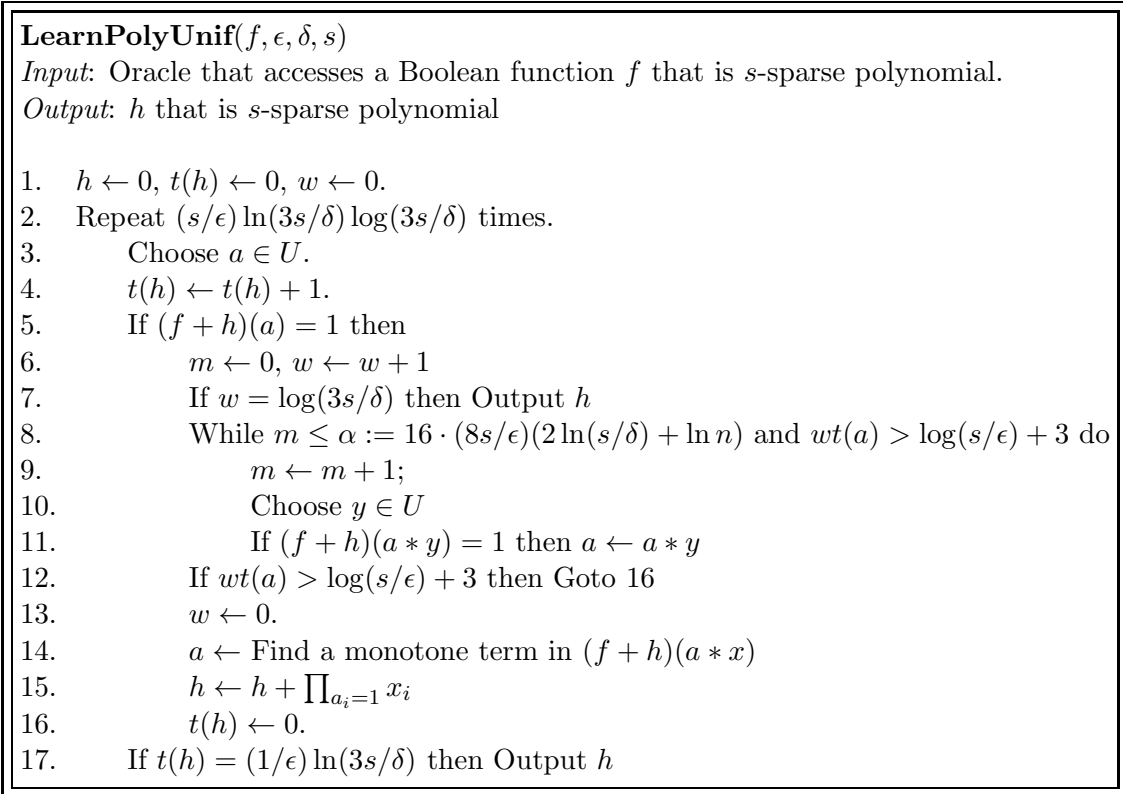 LearnPolyUnif(f, ϵ, δ, s)
Input: Oracle that accesses a Boolean function f that is s-sparse polynomial.
Output: h that is s-sparse polynomial
1. h ← 0, t(h) ← 0, w ← 0.
2. Repeat (s/ϵ) ln(3s/δ) log(3s/δ) times.
3. Choose a ∈ U.
4. t(h) ← t(h) + 1.
5. If (f + h)(a) = 1 then
6. m ← 0, w ← w + 1
7. If w = log(3s/δ) then Output h
8. While m ≤ α := 16 · (8s/ϵ)(2 ln(s/δ) + ln n) and wt(a) > log(s/ϵ) + 3 do
9. m ← m + 1;
10. Choose y ∈ U
11. If (f + h)(a ∗ y) = 1 then a ← a ∗ y
12. If wt(a) > log(s/ϵ) + 3 then Goto 16
13. w ← 0.
14. a ← Find a monotone term in (f + h)(a ∗ x)
15. h ← h + ∏_{a_i=1} x_i
16. t(h) ← 0.
17. If t(h) = (1/ϵ) ln(3s/δ) then Output h